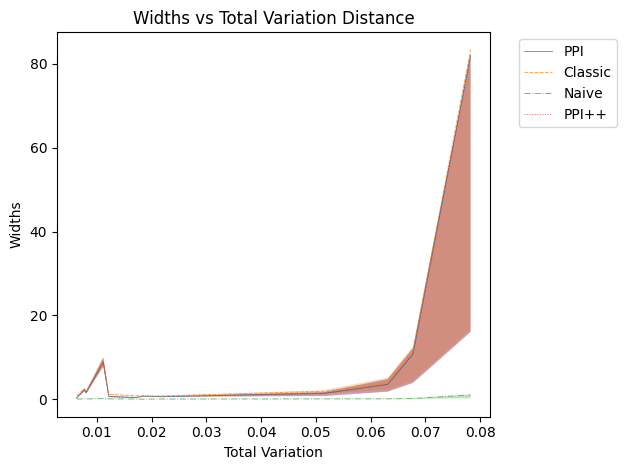 Widths vs Total Variation Distance
PPI
Classic
Naive
PPI++
80
60
40
20
0
Widths
0.01 0.02 0.03 0.04 0.05 0.06 0.07 0.08
Total Variation